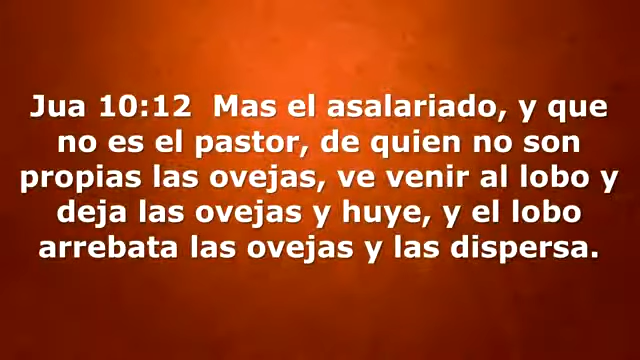 Jua 10:12  Mas el asalariado, y que
no es el pastor, de quien no son
propias las ovejas, ve venir al lobo y
deja las ovejas y huye, y el lobo
arrebata las ovejas y las dispersa.